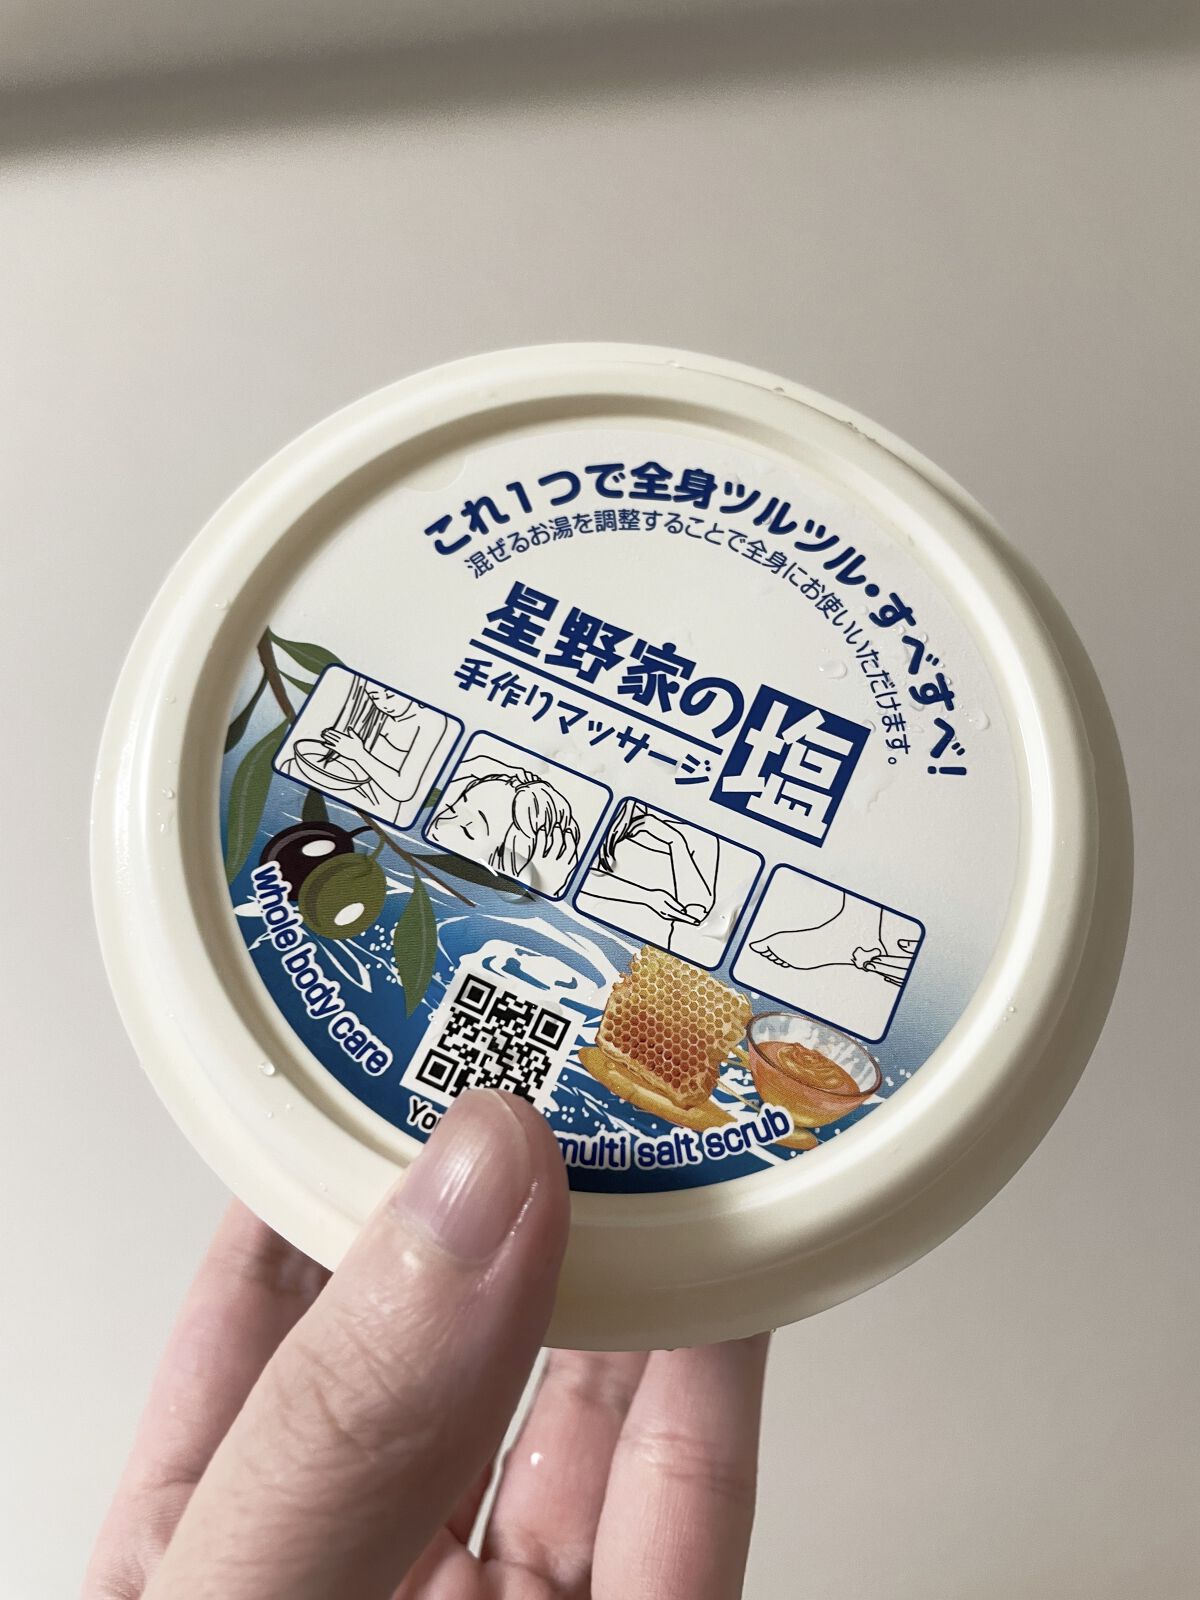 これ1つで全身ツルツル・すべすべ!
混ぜるお湯を調整することで全身にお使いいただけます。
星野家の塩
手作りマッサージ
whole body care
multi salt scrub